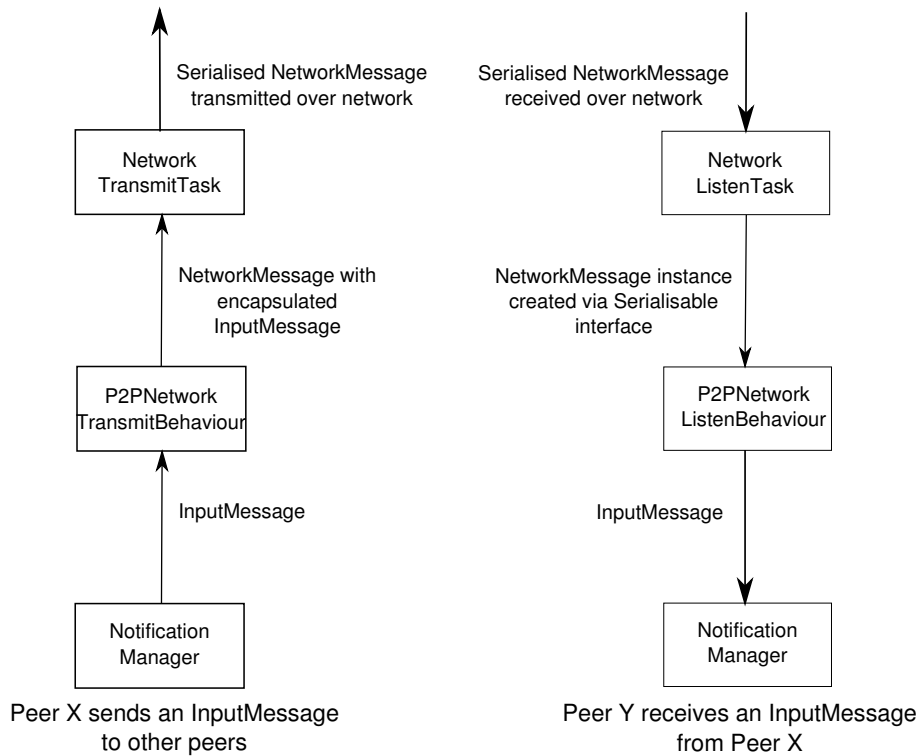 Serialised NetworkMessage
transmitted over network
Network
TransmitTask
NetworkMessage with
encapsulated
InputMessage
P2PNetwork
TransmitBehaviour
InputMessage
Notification
Manager
Peer X sends an InputMessage
to other peers
Serialised NetworkMessage
received over network
Network
ListenTask
NetworkMessage instance
created via Serialisable
interface
P2PNetwork
ListenBehaviour
InputMessage
Notification
Manager
Peer Y receives an InputMessage
from Peer X